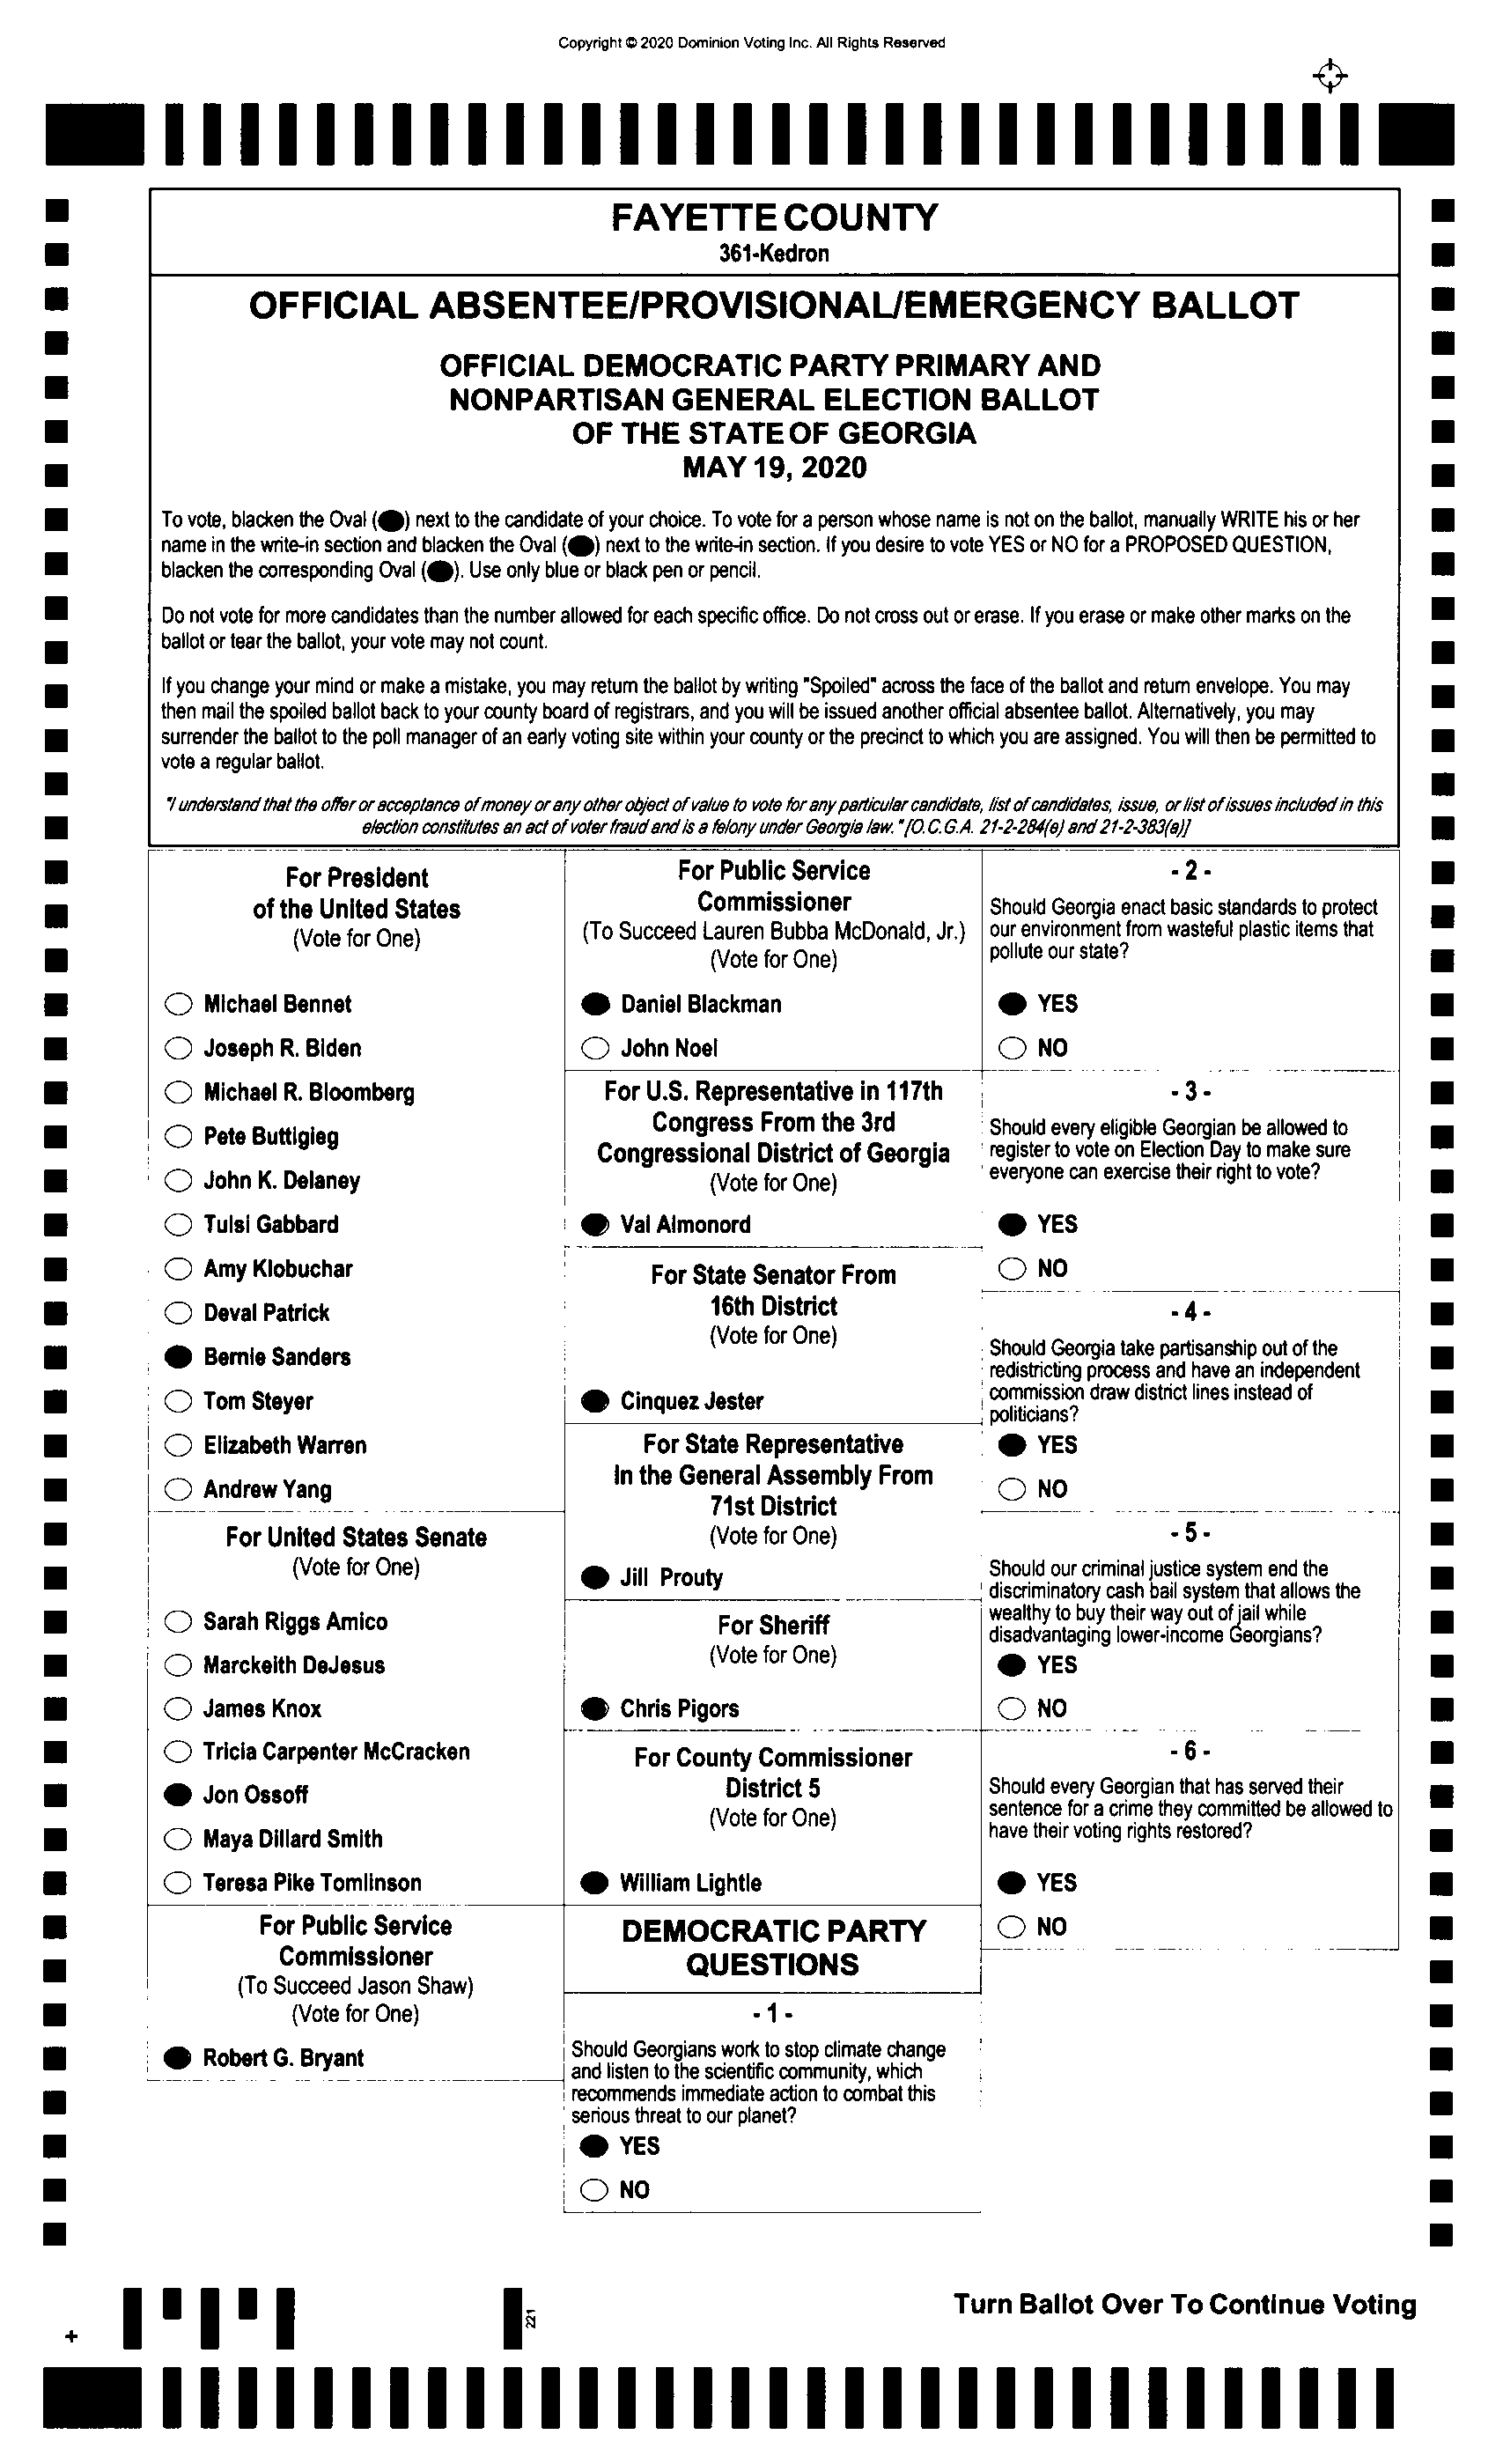 Copyright © 2020 Dominion Voting Inc. All Rights Reserved
FAYETTE COUNTY
361-Kedron
OFFICIAL ABSENTEE/PROVISIONAL/EMERGENCY BALLOT
OFFICIAL DEMOCRATIC PARTY PRIMARY AND
NONPARTISAN GENERAL ELECTION BALLOT
OF THE STATE OF GEORGIA
MAY 19, 2020
To vote, blacken the Oval (●) next to the candidate of your choice. To vote for a person whose name is not on the ballot, manually WRITE his or her
name in the write-in section and blacken the Oval (●) next to the write-in section. If you desire to vote YES or NO for a PROPOSED QUESTION,
blacken the corresponding Oval (●). Use only blue or black pen or pencil.
Do not vote for more candidates than the number allowed for each specific office. Do not cross out or erase. If you erase or make other marks on the
ballot or tear the ballot, your vote may not count.
If you change your mind or make a mistake, you may return the ballot by writing "Spoiled" across the face of the ballot and return envelope. You may
then mail the spoiled ballot back to your county board of registrars, and you will be issued another official absentee ballot. Alternatively, you may
surrender the ballot to the poll manager of an early voting site within your county or the precinct to which you are assigned. You will then be permitted to
vote a regular ballot.
"I understand that the offer or acceptance of money or any other object of value to vote for any particular candidate, list of candidates, issue, or list of issues included in this
election constitutes an act of voter fraud and is a felony under Georgia law." [O.C.G.A. 21-2-284(e) and 21-2-383(a)]
For President
of the United States
(Vote for One)
Michael Bennet
Joseph R. Biden
Michael R. Bloomberg
Pete Buttigieg
John K. Delaney
Tulsi Gabbard
Amy Klobuchar
Deval Patrick
Bernie Sanders
Tom Steyer
Elizabeth Warren
Andrew Yang
For United States Senate
(Vote for One)
Sarah Riggs Amico
Marckeith DeJesus
James Knox
Tricia Carpenter McCracken
Jon Ossoff
Maya Dillard Smith
Teresa Pike Tomlinson
For Public Service
Commissioner
(To Succeed Jason Shaw)
(Vote for One)
Robert G. Bryant
For Public Service
Commissioner
(To Succeed Lauren Bubba McDonald, Jr.)
(Vote for One)
Daniel Blackman
John Noel
For U.S. Representative in 117th
Congress From the 3rd
Congressional District of Georgia
(Vote for One)
Val Almonord
For State Senator From
16th District
(Vote for One)
Cinquez Jester
For State Representative
In the General Assembly From
71st District
(Vote for One)
Jill Prouty
For Sheriff
(Vote for One)
Chris Pigors
For County Commissioner
District 5
(Vote for One)
William Lightle
DEMOCRATIC PARTY
QUESTIONS
- 1 -
Should Georgians work to stop climate change
and listen to the scientific community, which
recommends immediate action to combat this
serious threat to our planet?
YES
NO
- 2 -
Should Georgia enact basic standards to protect
our environment from wasteful plastic items that
pollute our state?
YES
NO
- 3 -
Should every eligible Georgian be allowed to
register to vote on Election Day to make sure
everyone can exercise their right to vote?
YES
NO
- 4 -
Should Georgia take partisanship out of the
redistricting process and have an independent
commission draw district lines instead of
politicians?
YES
NO
- 5 -
Should our criminal justice system end the
discriminatory cash bail system that allows the
wealthy to buy their way out of jail while
disadvantaging lower-income Georgians?
YES
NO
- 6 -
Should every Georgian that has served their
sentence for a crime they committed be allowed to
have their voting rights restored?
YES
NO
Turn Ballot Over To Continue Voting
221
+